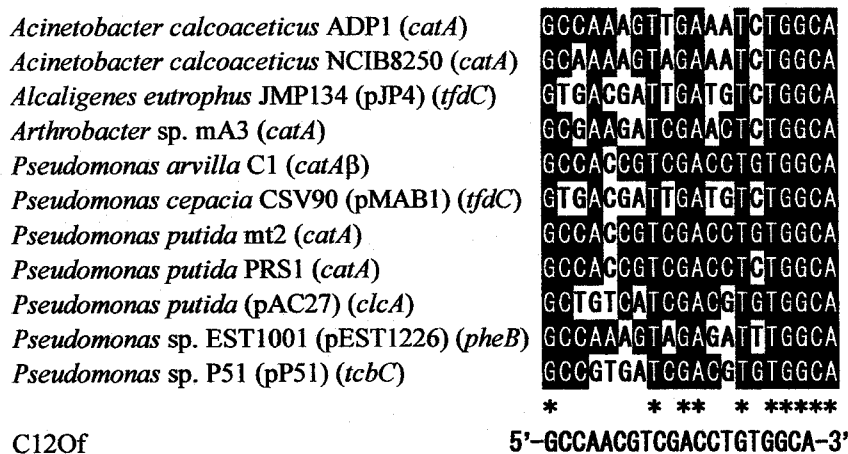 Acinetobacter calcoaceticus ADP1 (catA) GCCAAAGTTGAAATCTGGCA
Acinetobacter calcoaceticus NCIB8250 (catA) GCAAAAGTAGAAATCTGGCA
Alcaligenes eutrophus JMP134 (pJP4) (tfdC) GTGACGATTGATGTCTGGCA
Arthrobacter sp. mA3 (catA) GCGAAGATCGAACTCTGGCA
Pseudomonas arvilla C1 (catAβ) GCCACCGTCGACCTGTGGCA
Pseudomonas cepacia CSV90 (pMAB1) (tfdC) GTGACGATTGATGTCTGGCA
Pseudomonas putida mt2 (catA) GCCACCGTCGACCTGTGGCA
Pseudomonas putida PRS1 (catA) GCCACCGTCGACCTCTGGCA
Pseudomonas putida (pAC27) (clcA) GCTGTCATCGACGTGTGGCA
Pseudomonas sp. EST1001 (pEST1226) (pheB) GCCAAAGTAGAGATTTGGCA
Pseudomonas sp. P51 (pP51) (tcbC) GCCGTGATCGACGTGTGGCA
* * ** * *****
C12Of 5'-GCCAACGTCGACCTGTGGCA-3'